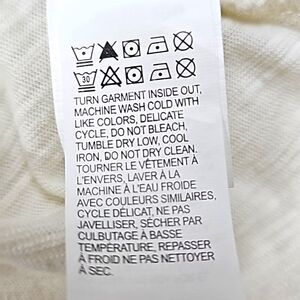 30
TURN GARMENT INSIDE OUT,
MACHINE WASH COLD WITH
LIKE COLORS, DELICATE
CYCLE, DO NOT BLEACH,
TUMBLE DRY LOW, COOL
IRON, DO NOT DRY CLEAN.
TOURNER LE VÊTEMENT À
L'ENVERS, LAVER À LA
MACHINE À L'EAU FROIDE
AVEC COULEURS SIMILAIRES,
CYCLE DÉLICAT, NE PAS
JAVELLISER, SÉCHER PAR
CULBUTAGE À BASSE
TEMPÉRATURE, REPASSER
À FROID NE PAS NETTOYER
À SEC.